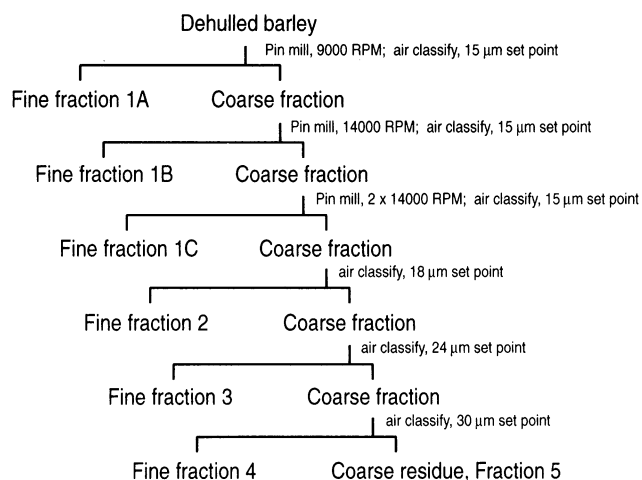 Dehulled barley
Pin mill, 9000 RPM; air classify, 15 µm set point
Fine fraction 1A
Coarse fraction
Pin mill, 14000 RPM; air classify, 15 µm set point
Fine fraction 1B
Coarse fraction
Pin mill, 2 x 14000 RPM; air classify, 15 µm set point
Fine fraction 1C
Coarse fraction
air classify, 18 µm set point
Fine fraction 2
Coarse fraction
air classify, 24 µm set point
Fine fraction 3
Coarse fraction
air classify, 30 µm set point
Fine fraction 4
Coarse residue, Fraction 5